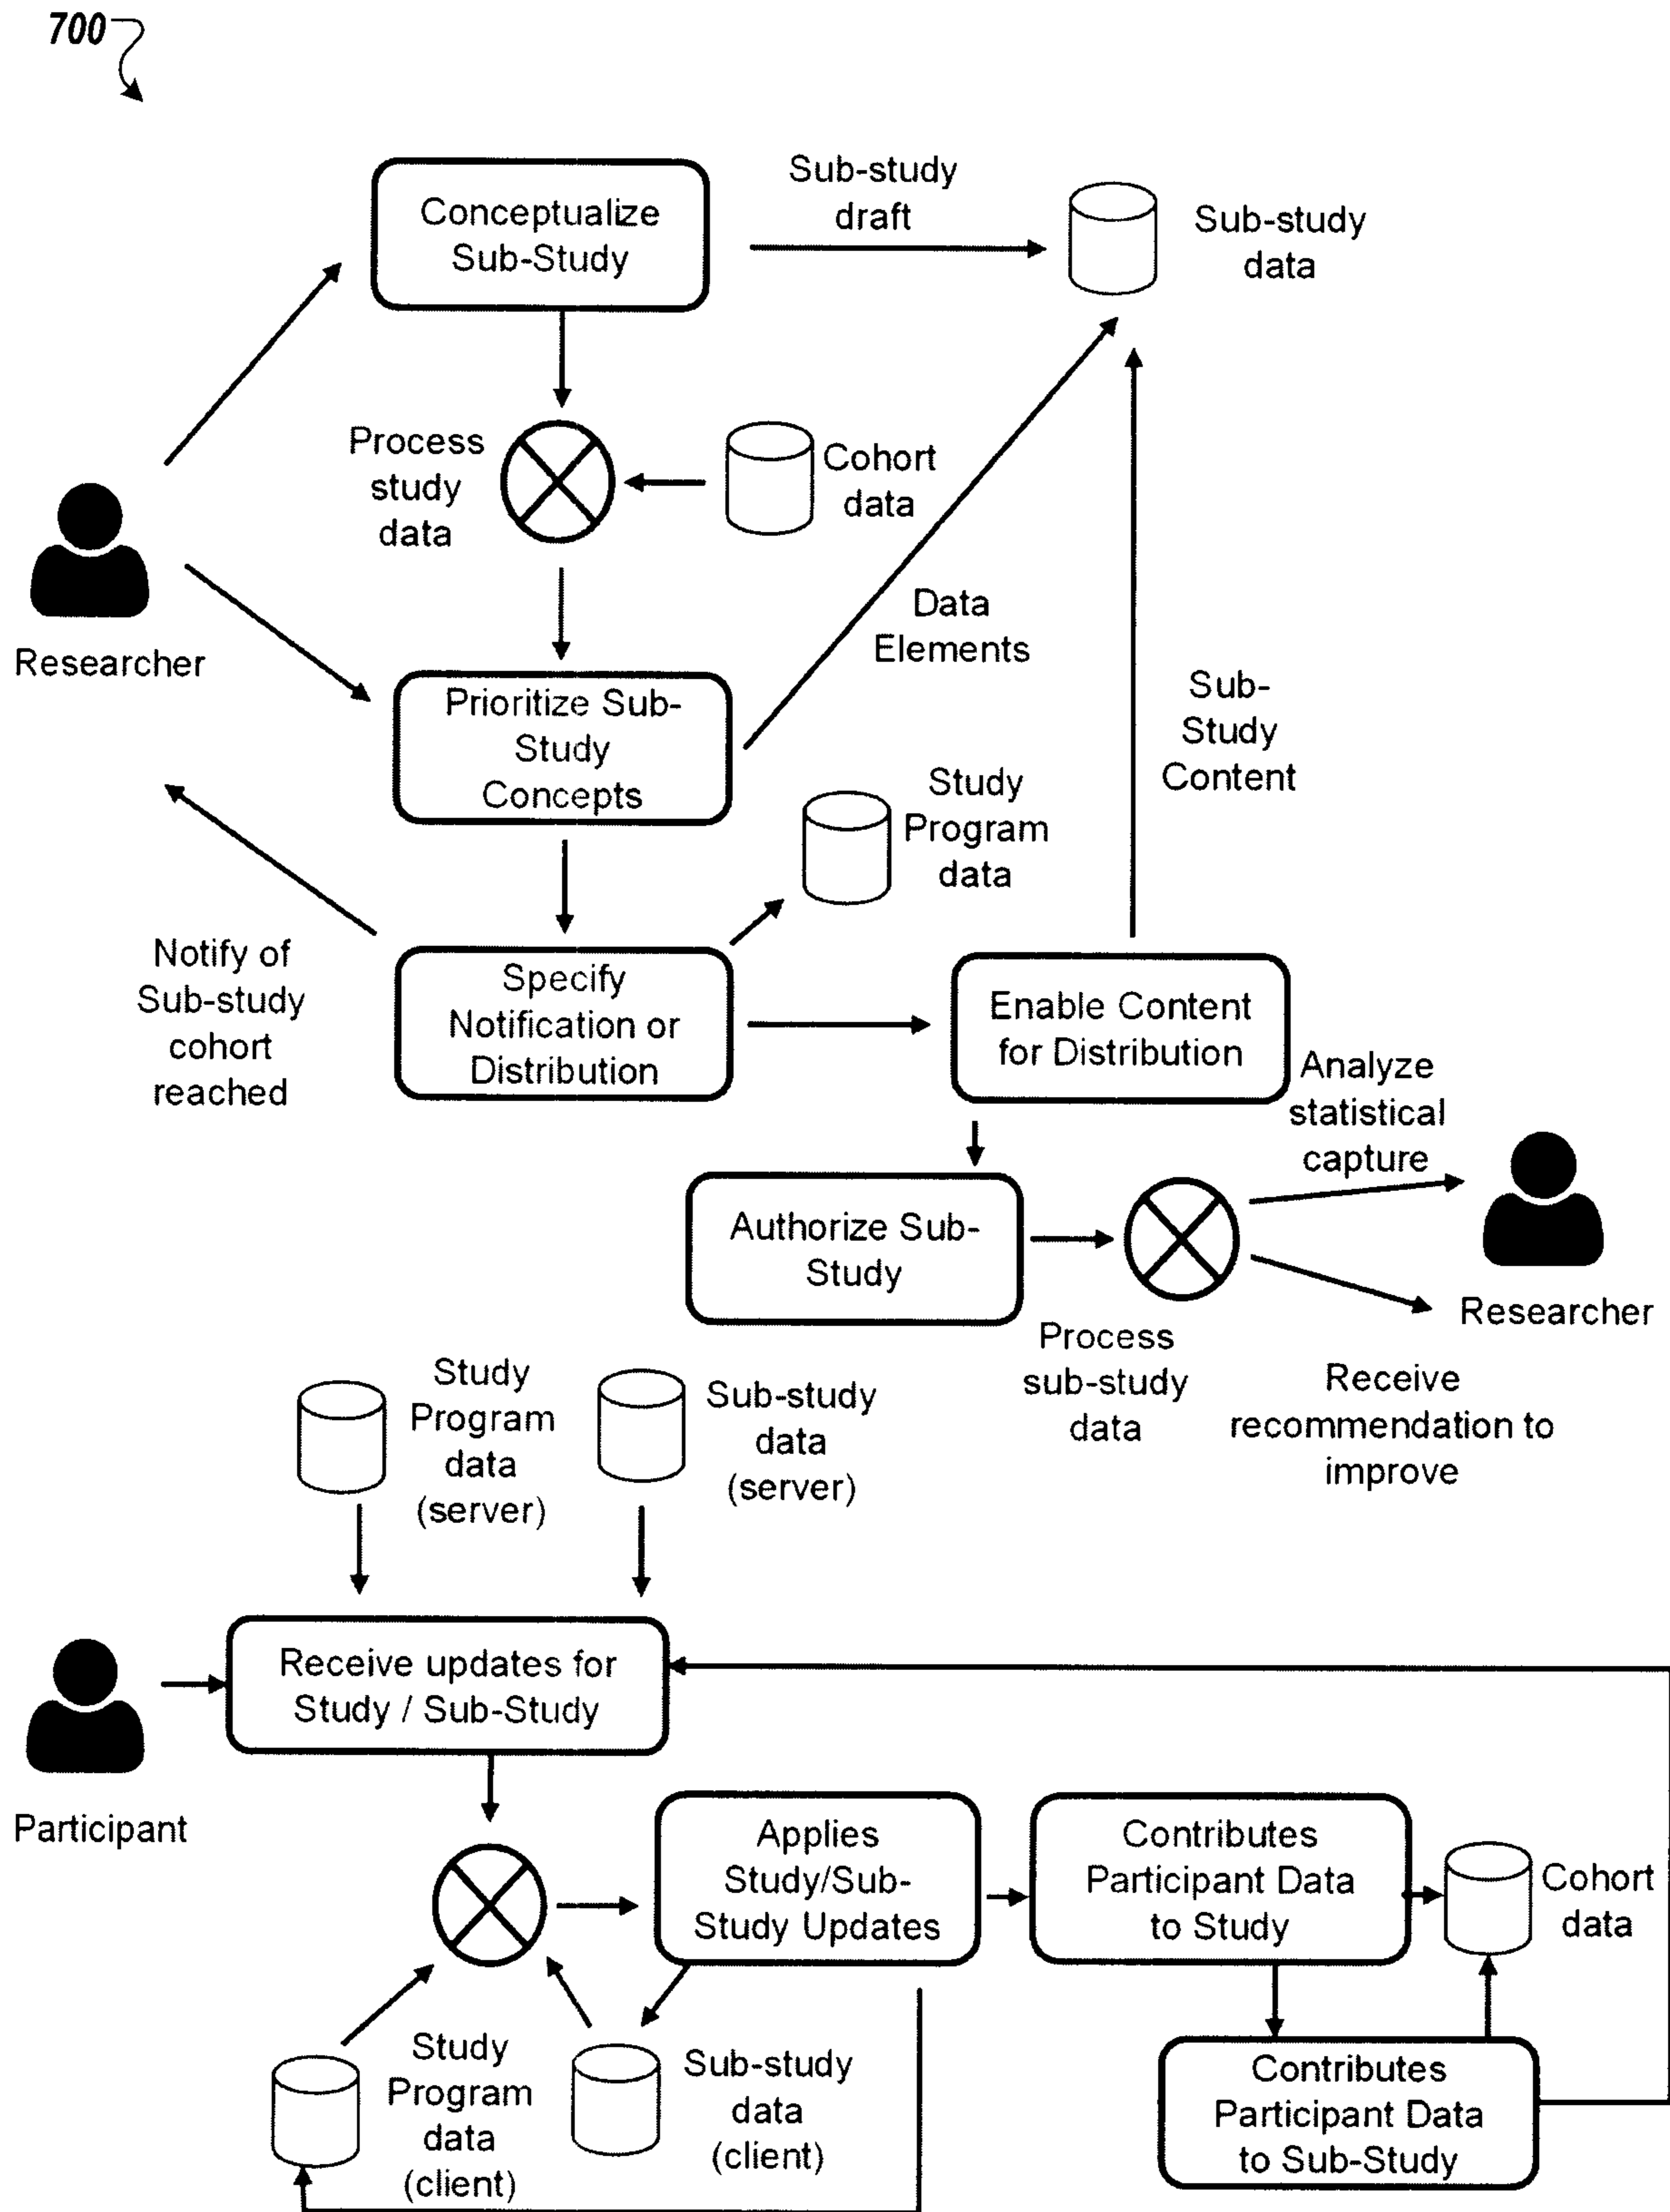 700
Conceptualize
Sub-Study
Sub-study
draft
Sub-study
data
Process
study
data
Cohort
data
Researcher
Data
Elements
Prioritize Sub-
Study
Concepts
Sub-
Study
Content
Study
Program
data
Notify of
Sub-study
cohort
reached
Specify
Notification or
Distribution
Enable Content
for Distribution
Analyze
statistical
capture
Authorize Sub-
Study
Process
sub-study
data
Researcher
Receive
recommendation to
improve
Study
Program
data
(server)
Sub-study
data
(server)
Receive updates for
Study / Sub-Study
Participant
Applies
Study/Sub-
Study Updates
Contributes
Participant Data
to Study
Cohort
data
Study
Program
data
(client)
Sub-study
data
(client)
Contributes
Participant Data
to Sub-Study